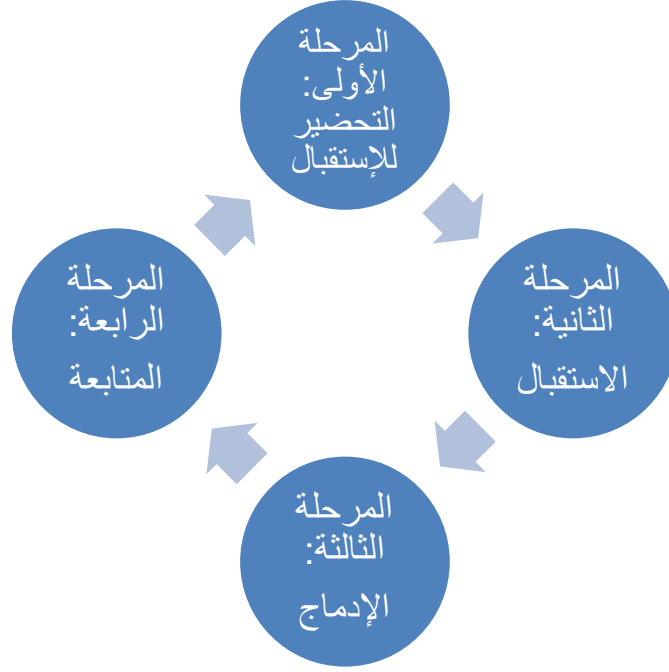 المرحلة
الأولى:
التحضير
للإستقبال
المرحلة
الثانية:
الاستقبال
المرحلة
الثالثة:
الإدماج
المرحلة
الرابعة:
المتابعة